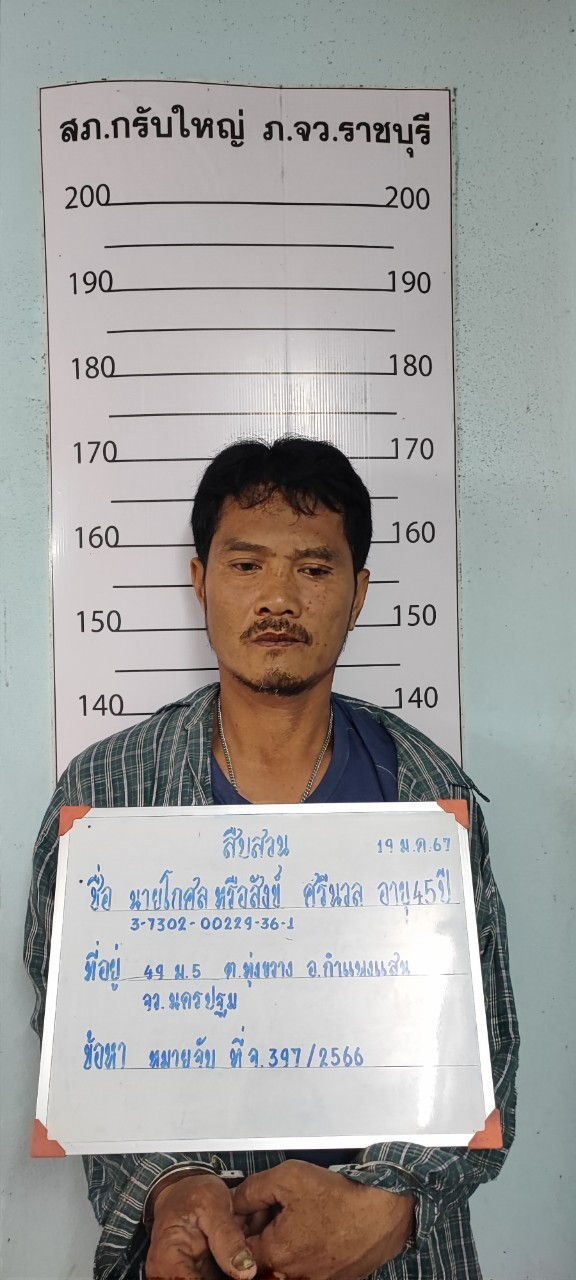 สภ.กรับใหญ่ ภ.จว.ราชบุรี
200 200
190 190
180 180
170 170
160 160
150 150
140 140
สืบสวน 19 ม.ค.67
ชื่อ นายโกศล หรือสังข์ ศรีนวล อายุ 45 ปี
3-7302-00229-36-1
ที่อยู่ 49 ม.5 ต.ทุ่งขวาง อ.กำแพงแสน
จว.นครปฐม
ข้อหา หมายจับ ที่ จ.397/2566